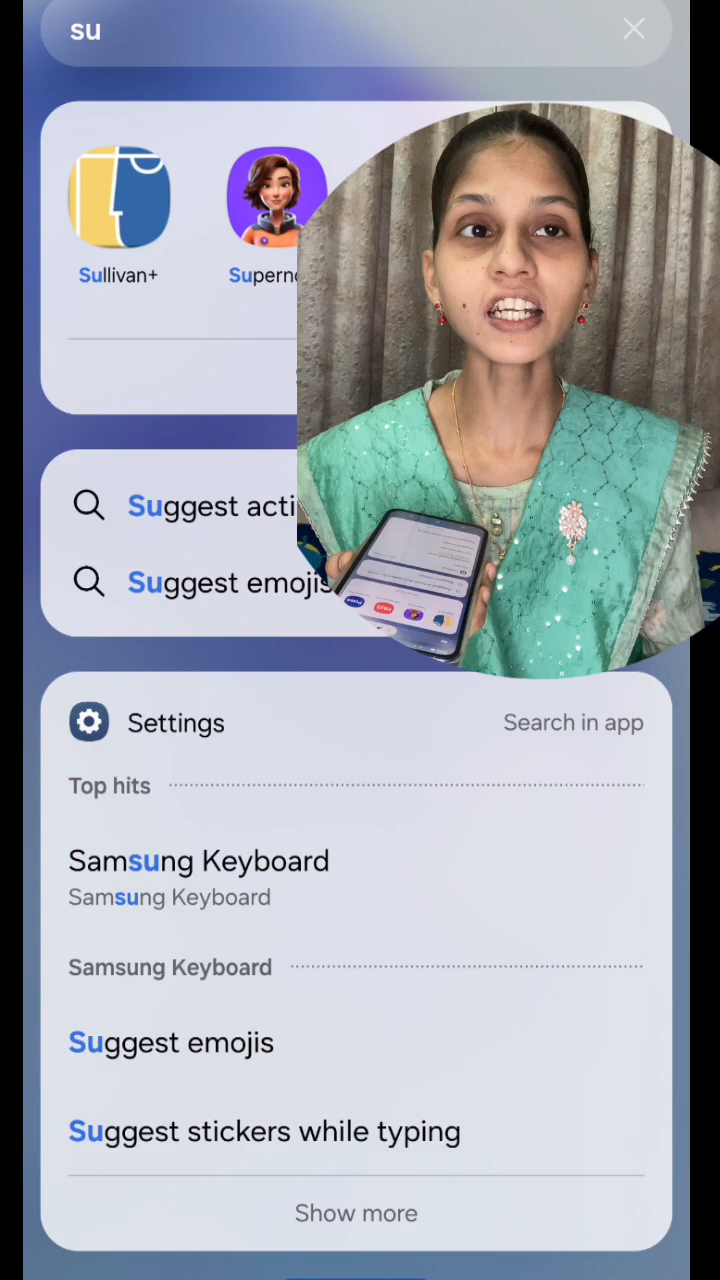 su
Sullivan+
Superno
Suggest acti
Suggest emojis
Settings
Search in app
Top hits
Samsung Keyboard
Samsung Keyboard
Samsung Keyboard
Suggest emojis
Suggest stickers while typing
Show more